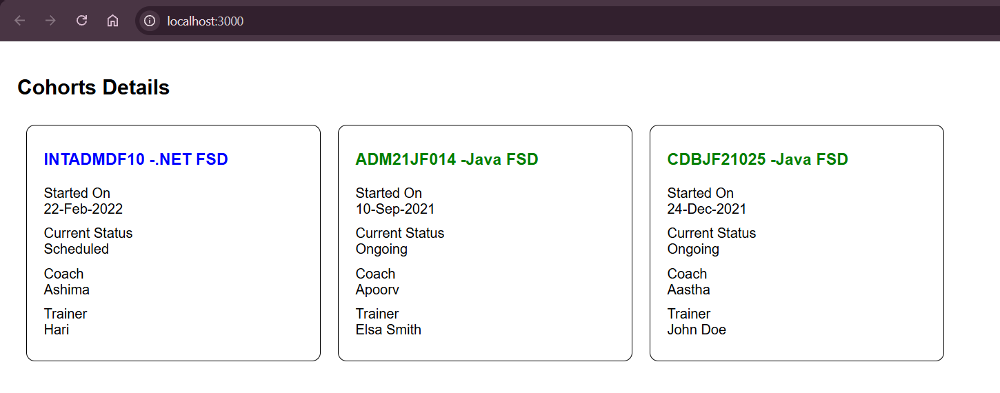 localhost:3000
Cohorts Details
INTADMDF10 -.NET FSD
Started On
22-Feb-2022
Current Status
Scheduled
Coach
Ashima
Trainer
Hari
ADM21JF014 -Java FSD
Started On
10-Sep-2021
Current Status
Ongoing
Coach
Apoorv
Trainer
Elsa Smith
CDBJF21025 -Java FSD
Started On
24-Dec-2021
Current Status
Ongoing
Coach
Aastha
Trainer
John Doe